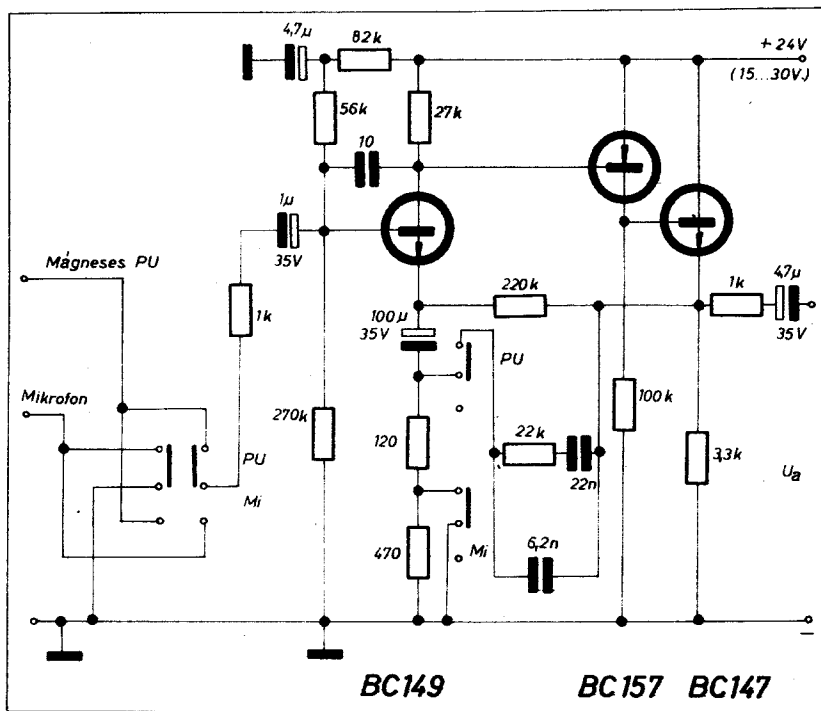 4,7µ
82k
+24V
(15...30V.)
56k
27k
10
1µ
35V
Mágneses PU
1k
220k
1k
4,7µ
35V
100µ
35V
PU
Mikrofon
270k
120
22k
22n
100k
3,3k
Ua
PU
Mi
470
Mi
6,2n
–
BC149 BC157 BC147